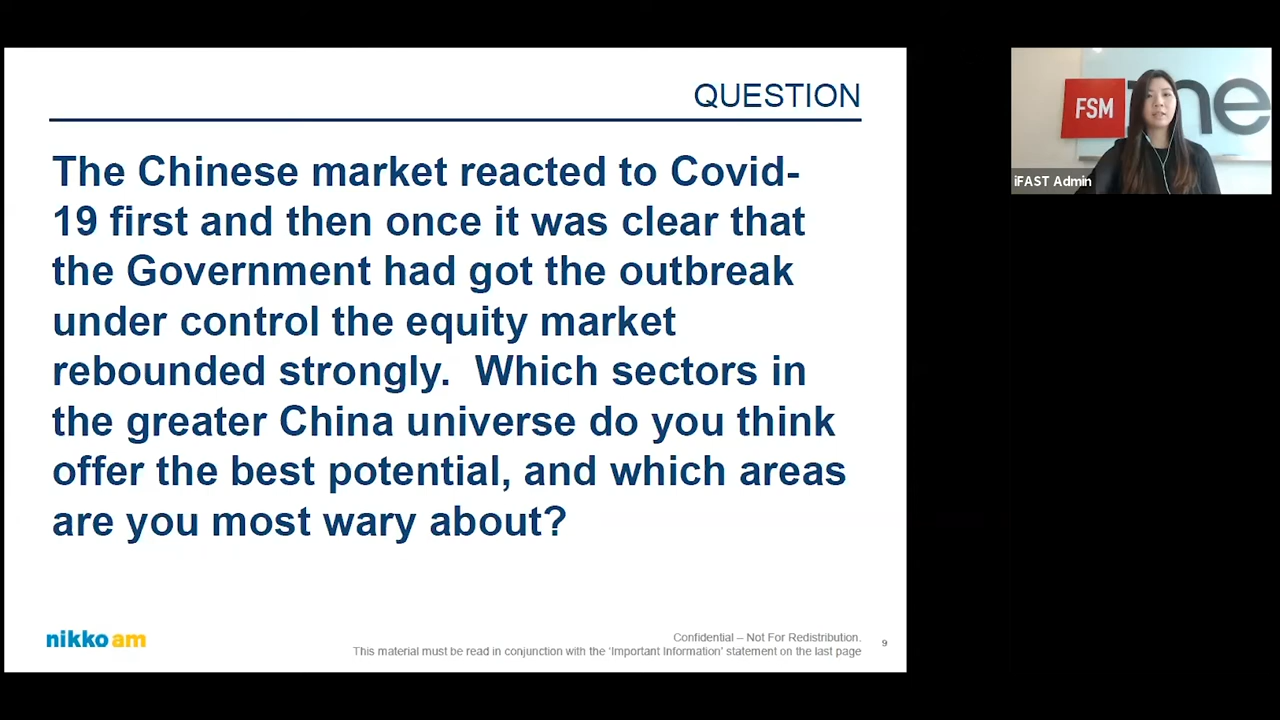 QUESTION
The Chinese market reacted to Covid-
19 first and then once it was clear that
the Government had got the outbreak
under control the equity market
rebounded strongly.  Which sectors in
the greater China universe do you think
offer the best potential, and which areas
are you most wary about?
nikko am
Confidential – Not For Redistribution.
This material must be read in conjunction with the 'Important Information' statement on the last page
9
FSM
ne
iFAST Admin